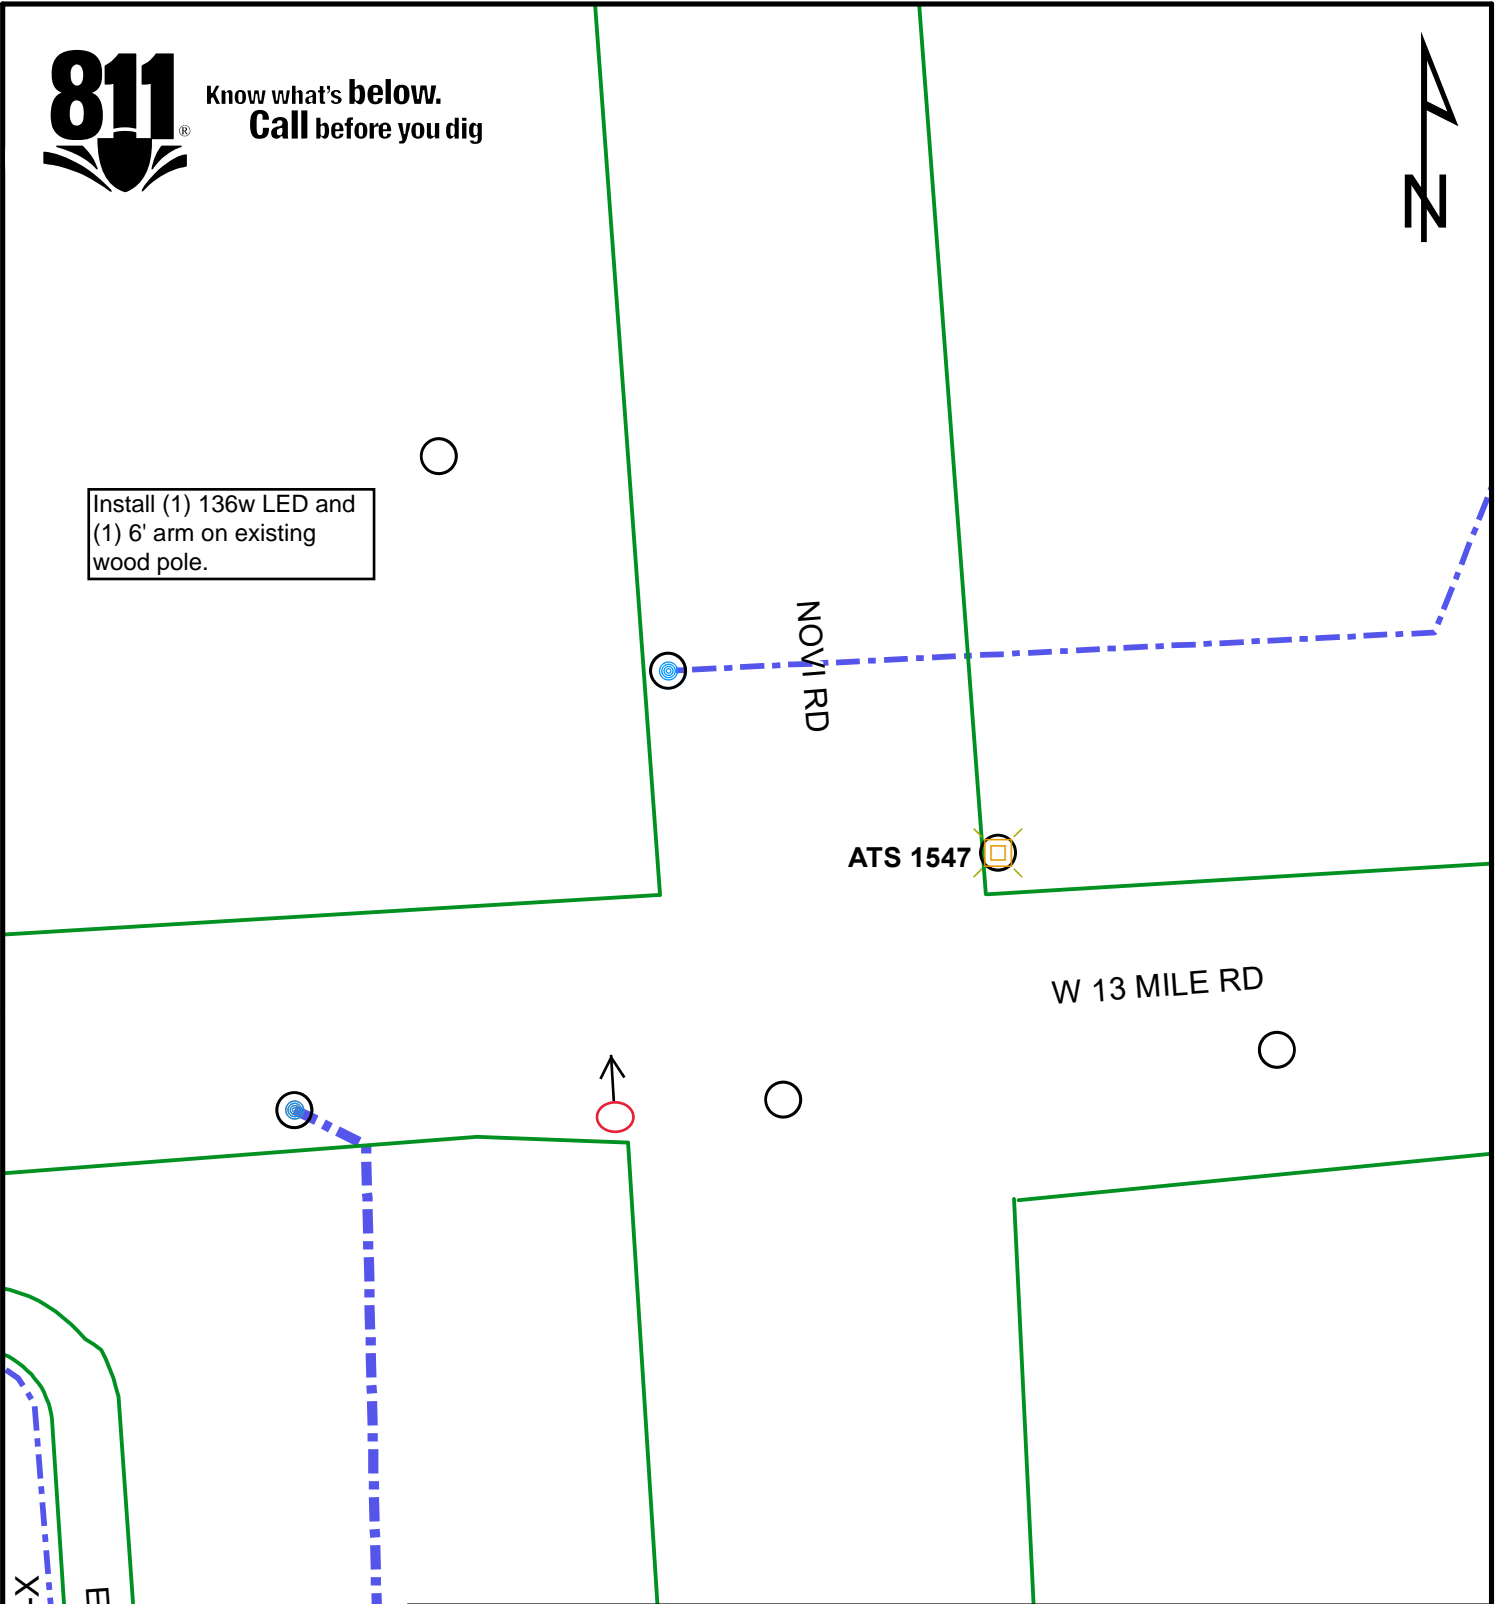 811®
Know what's below.
Call before you dig
N
Install (1) 136w LED and
(1) 6' arm on existing
wood pole.
NOVI RD
ATS 1547
W 13 MILE RD
X-
E